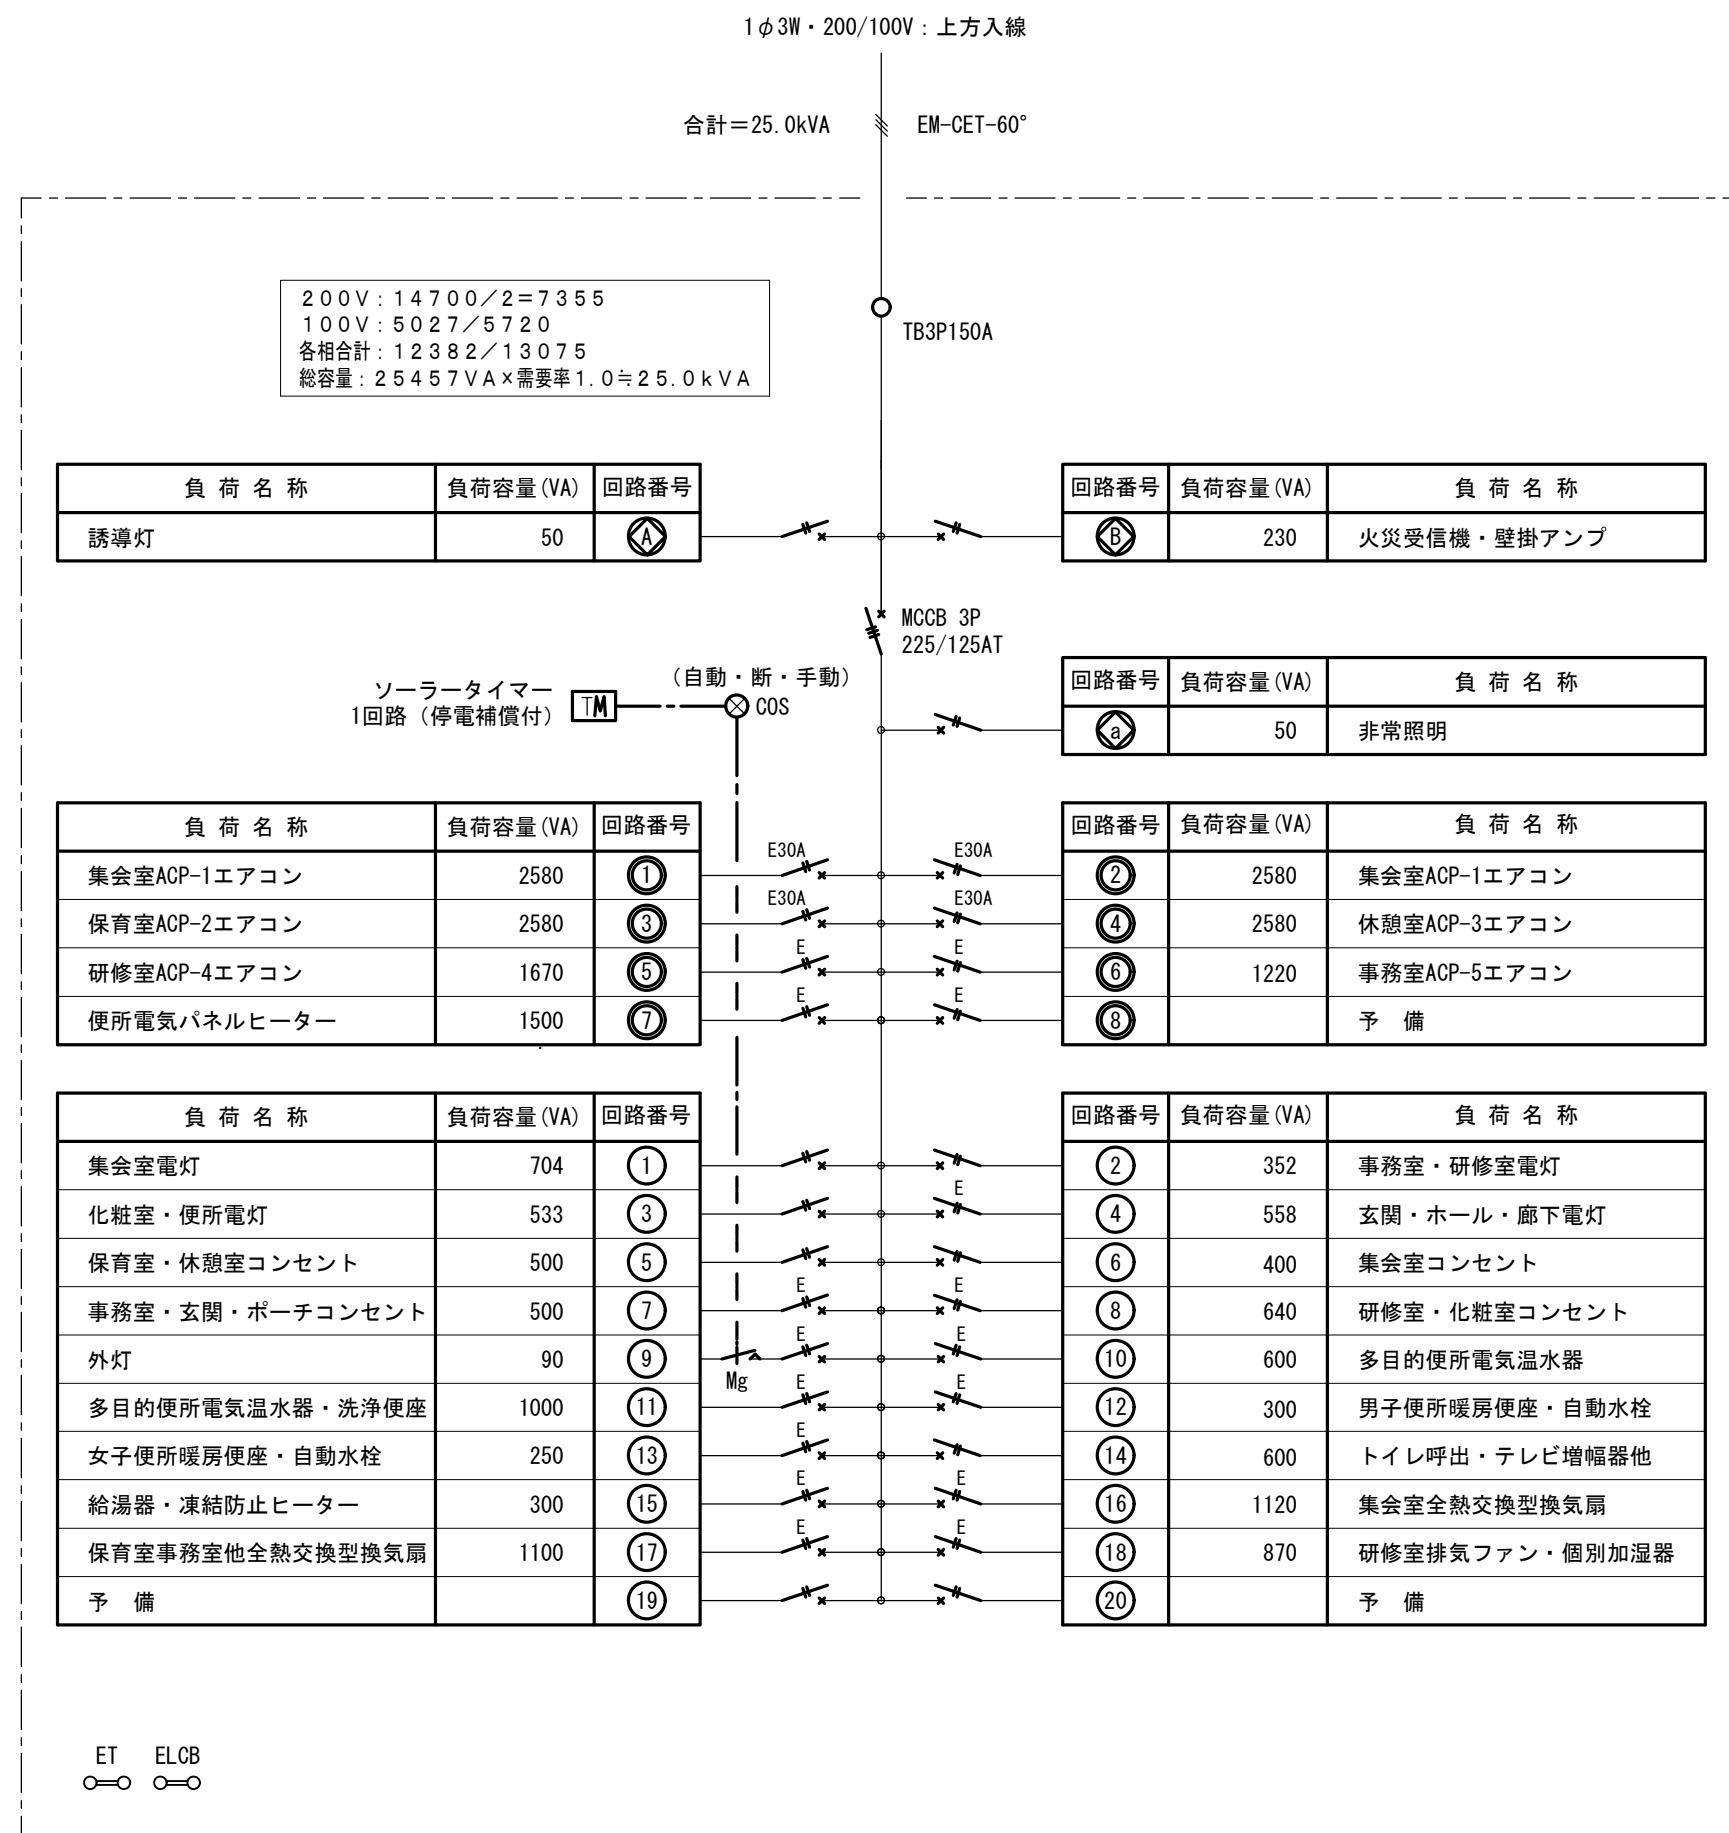 1φ3W・200/100V：上方入線
合計＝25.0kVA EM-CET-60°
200V：14700／2＝7355
100V：5027／5720
各相合計：12382／13075
総容量：25457VA×需要率1.0≒25.0kVA
TB3P150A
負荷名称 負荷容量(VA) 回路番号 回路番号 負荷容量(VA) 負荷名称
誘導灯 50 A B 230 火災受信機・壁掛アンプ
MCCB 3P
225/125AT
(自動・断・手動)
ソーラータイマー
1回路（停電補償付） TM COS
回路番号 負荷容量(VA) 負荷名称
a 50 非常照明
負荷名称 負荷容量(VA) 回路番号 回路番号 負荷容量(VA) 負荷名称
集会室ACP-1エアコン 2580 1 E30A E30A 2 2580 集会室ACP-1エアコン
保育室ACP-2エアコン 2580 3 E30A E30A 4 2580 休憩室ACP-3エアコン
研修室ACP-4エアコン 1670 5 E E 6 1220 事務室ACP-5エアコン
便所電気パネルヒーター 1500 7 E E 8 予備
負荷名称 負荷容量(VA) 回路番号 回路番号 負荷容量(VA) 負荷名称
集会室電灯 704 1 2 352 事務室・研修室電灯
化粧室・便所電灯 533 3 E 4 558 玄関・ホール・廊下電灯
保育室・休憩室コンセント 500 5 6 400 集会室コンセント
事務室・玄関・ポーチコンセント 500 7 E E 8 640 研修室・化粧室コンセント
外灯 90 9 Mg E E 10 600 多目的便所電気温水器
多目的便所電気温水器・洗浄便座 1000 11 E E 12 300 男子便所暖房便座・自動水栓
女子便所暖房便座・自動水栓 250 13 E 14 600 トイレ呼出・テレビ増幅器他
給湯器・凍結防止ヒーター 300 15 E E 16 1120 集会室全熱交換型換気扇
保育室事務室他全熱交換型換気扇 1100 17 E E 18 870 研修室排気ファン・個別加湿器
予備 19 20 予備
ET ELCB